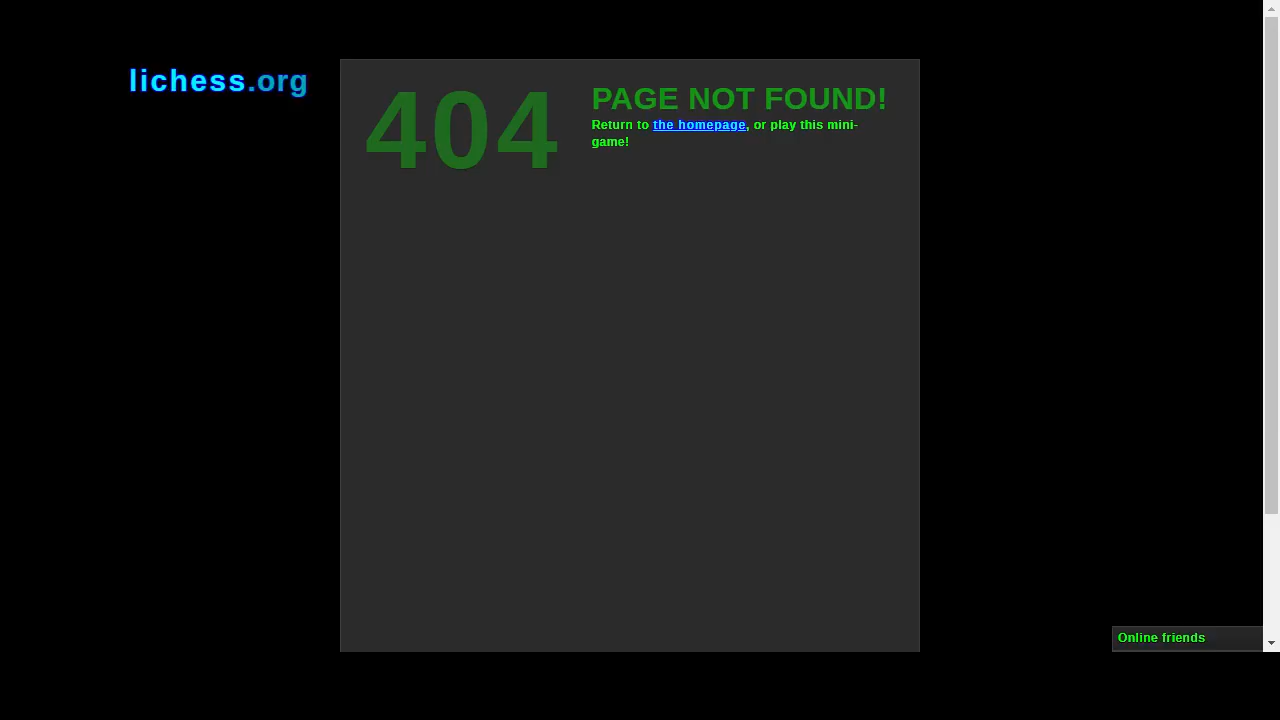 lichess.org
404
PAGE NOT FOUND!
Return to the homepage, or play this mini-
game!
Online friends